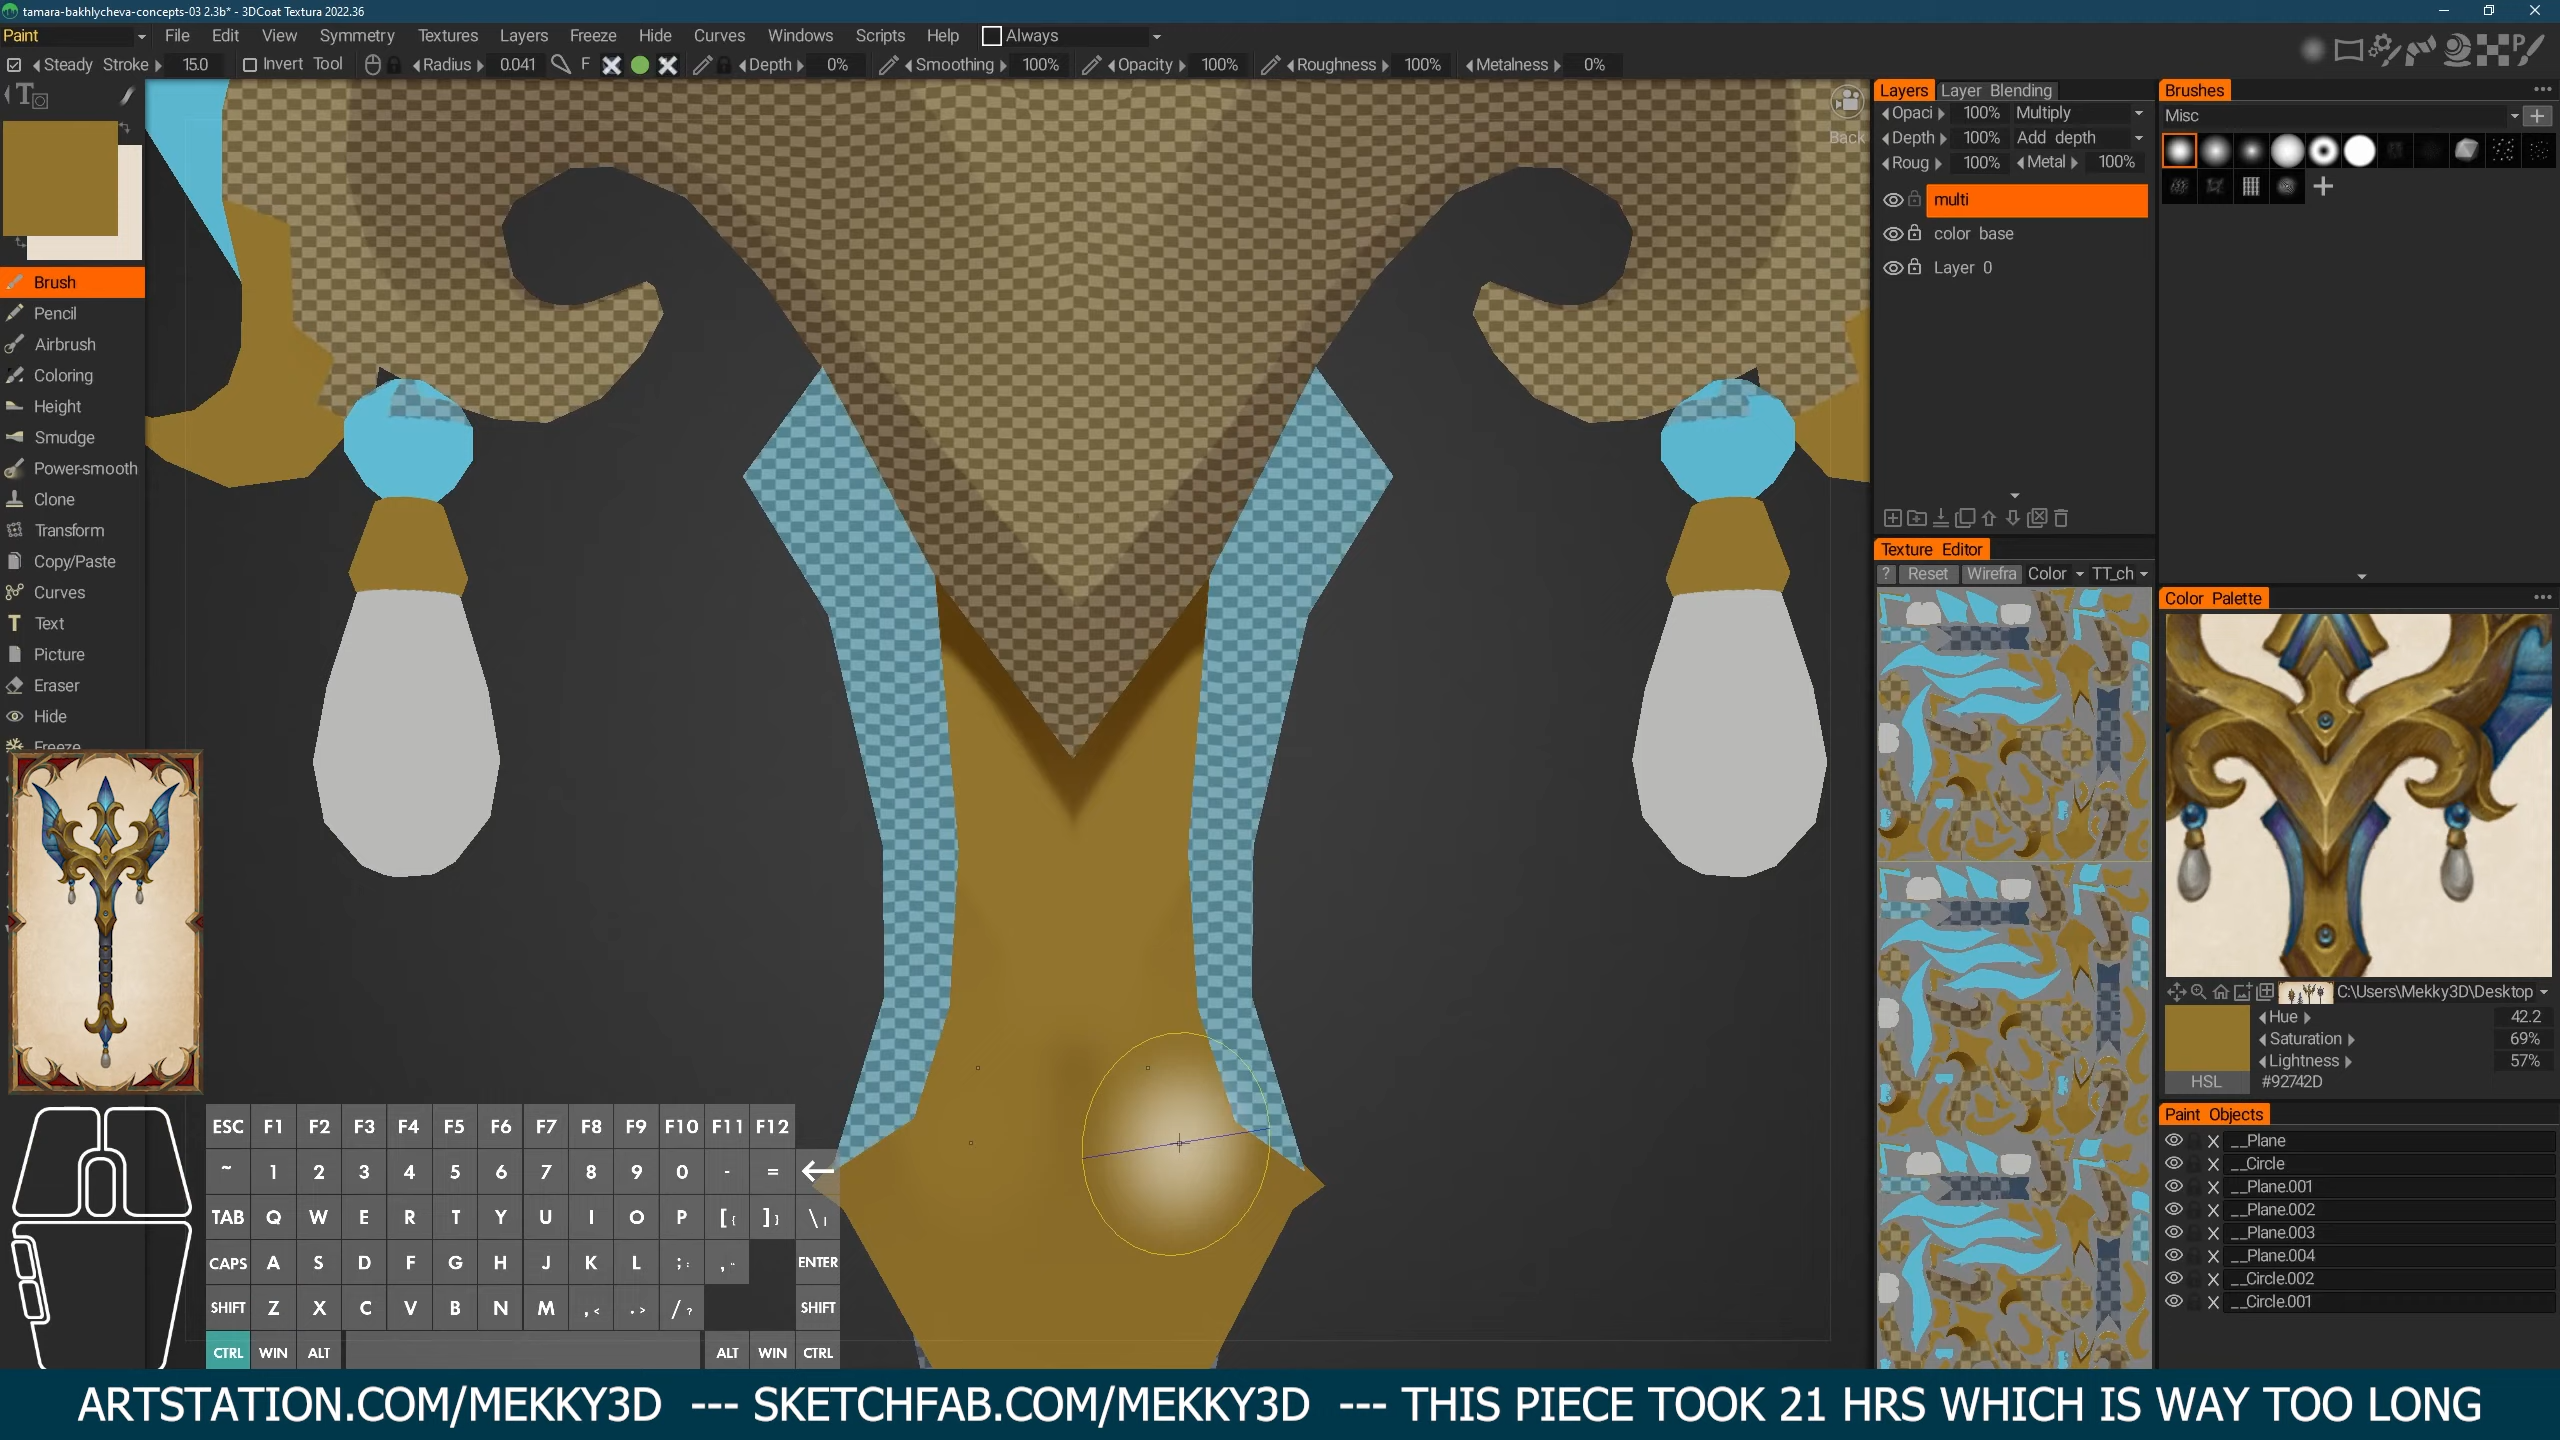 tamara-bakhlycheva-concepts-03 2.3b* - 3DCoat Textura 2022.36
Paint File Edit View Symmetry Textures Layers Freeze Hide Curves Windows Scripts Help Always
Steady Stroke 15.0 Invert Tool Radius 0.041 F Depth 0% Smoothing 100% Opacity 100% Roughness 100% Metalness 0%
Back
Brush
Pencil
Airbrush
Coloring
Height
Smudge
Power-smooth
Clone
Transform
Copy/Paste
Curves
Text
Picture
Eraser
Hide
Freeze
Layers Layer Blending
Opaci 100% Multiply
Depth 100% Add depth
Roug 100% Metal 100%
multi
color base
Layer 0
Texture Editor
? Reset Wirefra Color TT_ch
Brushes
Misc
Color Palette
C:\Users\Mekky3D\Desktop
Hue 42.2
Saturation 69%
Lightness 57%
HSL #92742D
Paint Objects
X __Plane
X __Circle
X __Plane.001
X __Plane.002
X __Plane.003
X __Plane.004
X __Circle.002
X __Circle.001
ESC F1 F2 F3 F4 F5 F6 F7 F8 F9 F10 F11 F12
~ 1 2 3 4 5 6 7 8 9 0 - = ←
TAB Q W E R T Y U I O P [{ ]} \|
CAPS A S D F G H J K L ;: ," ENTER
SHIFT Z X C V B N M ,< .> /? SHIFT
CTRL WIN ALT ALT WIN CTRL
ARTSTATION.COM/MEKKY3D --- SKETCHFAB.COM/MEKKY3D --- THIS PIECE TOOK 21 HRS WHICH IS WAY TOO LONG